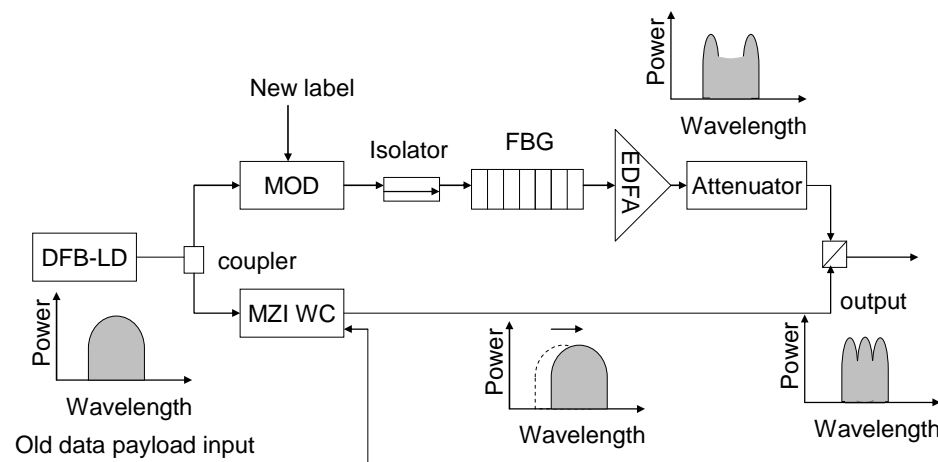 Power
Wavelength
New label
Isolator
FBG
MOD
EDFA
Attenuator
DFB-LD
coupler
MZI WC
output
Power
Wavelength
Power
Wavelength
Power
Wavelength
Old data payload input